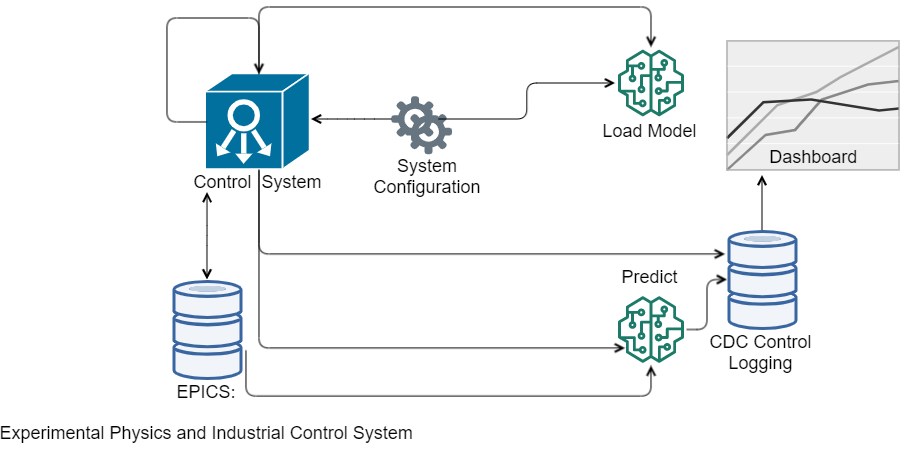 Load Model
Dashboard
System
Configuration
Control System
Predict
CDC Control
Logging
EPICS:
Experimental Physics and Industrial Control System